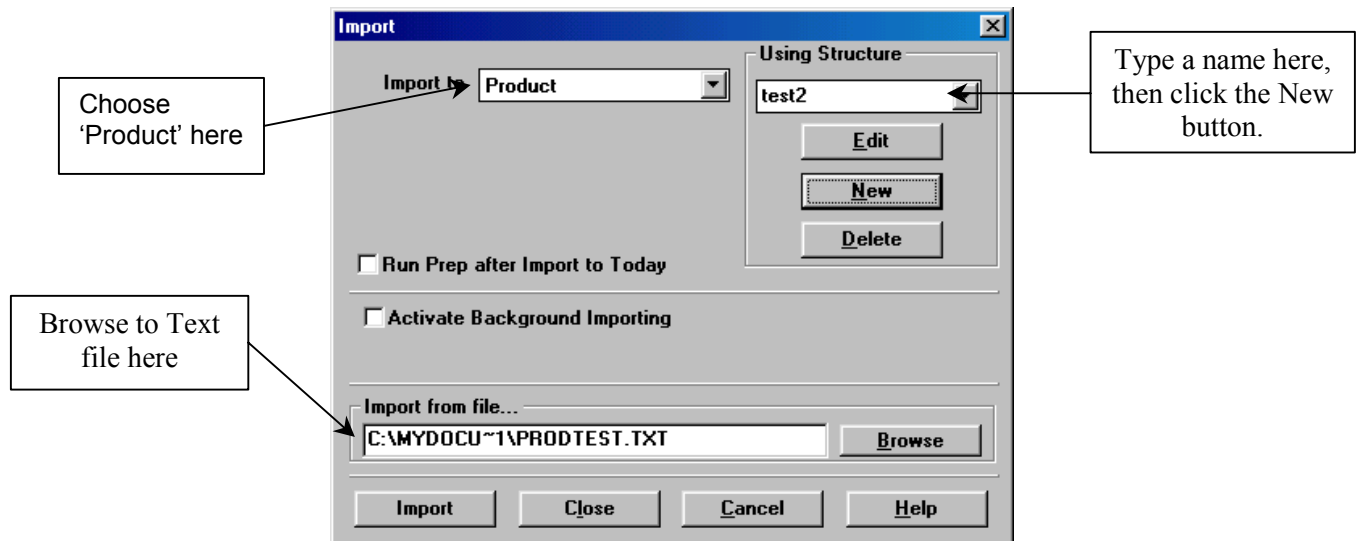 Import
Import to
Product
Using Structure
test2
Edit
New
Delete
Run Prep after Import to Today
Activate Background Importing
Import from file...
C:\MYDOCU~1\PRODTEST.TXT
Browse
Import
Close
Cancel
Help
Choose
‘Product’ here
Type a name here,
then click the New
button.
Browse to Text
file here